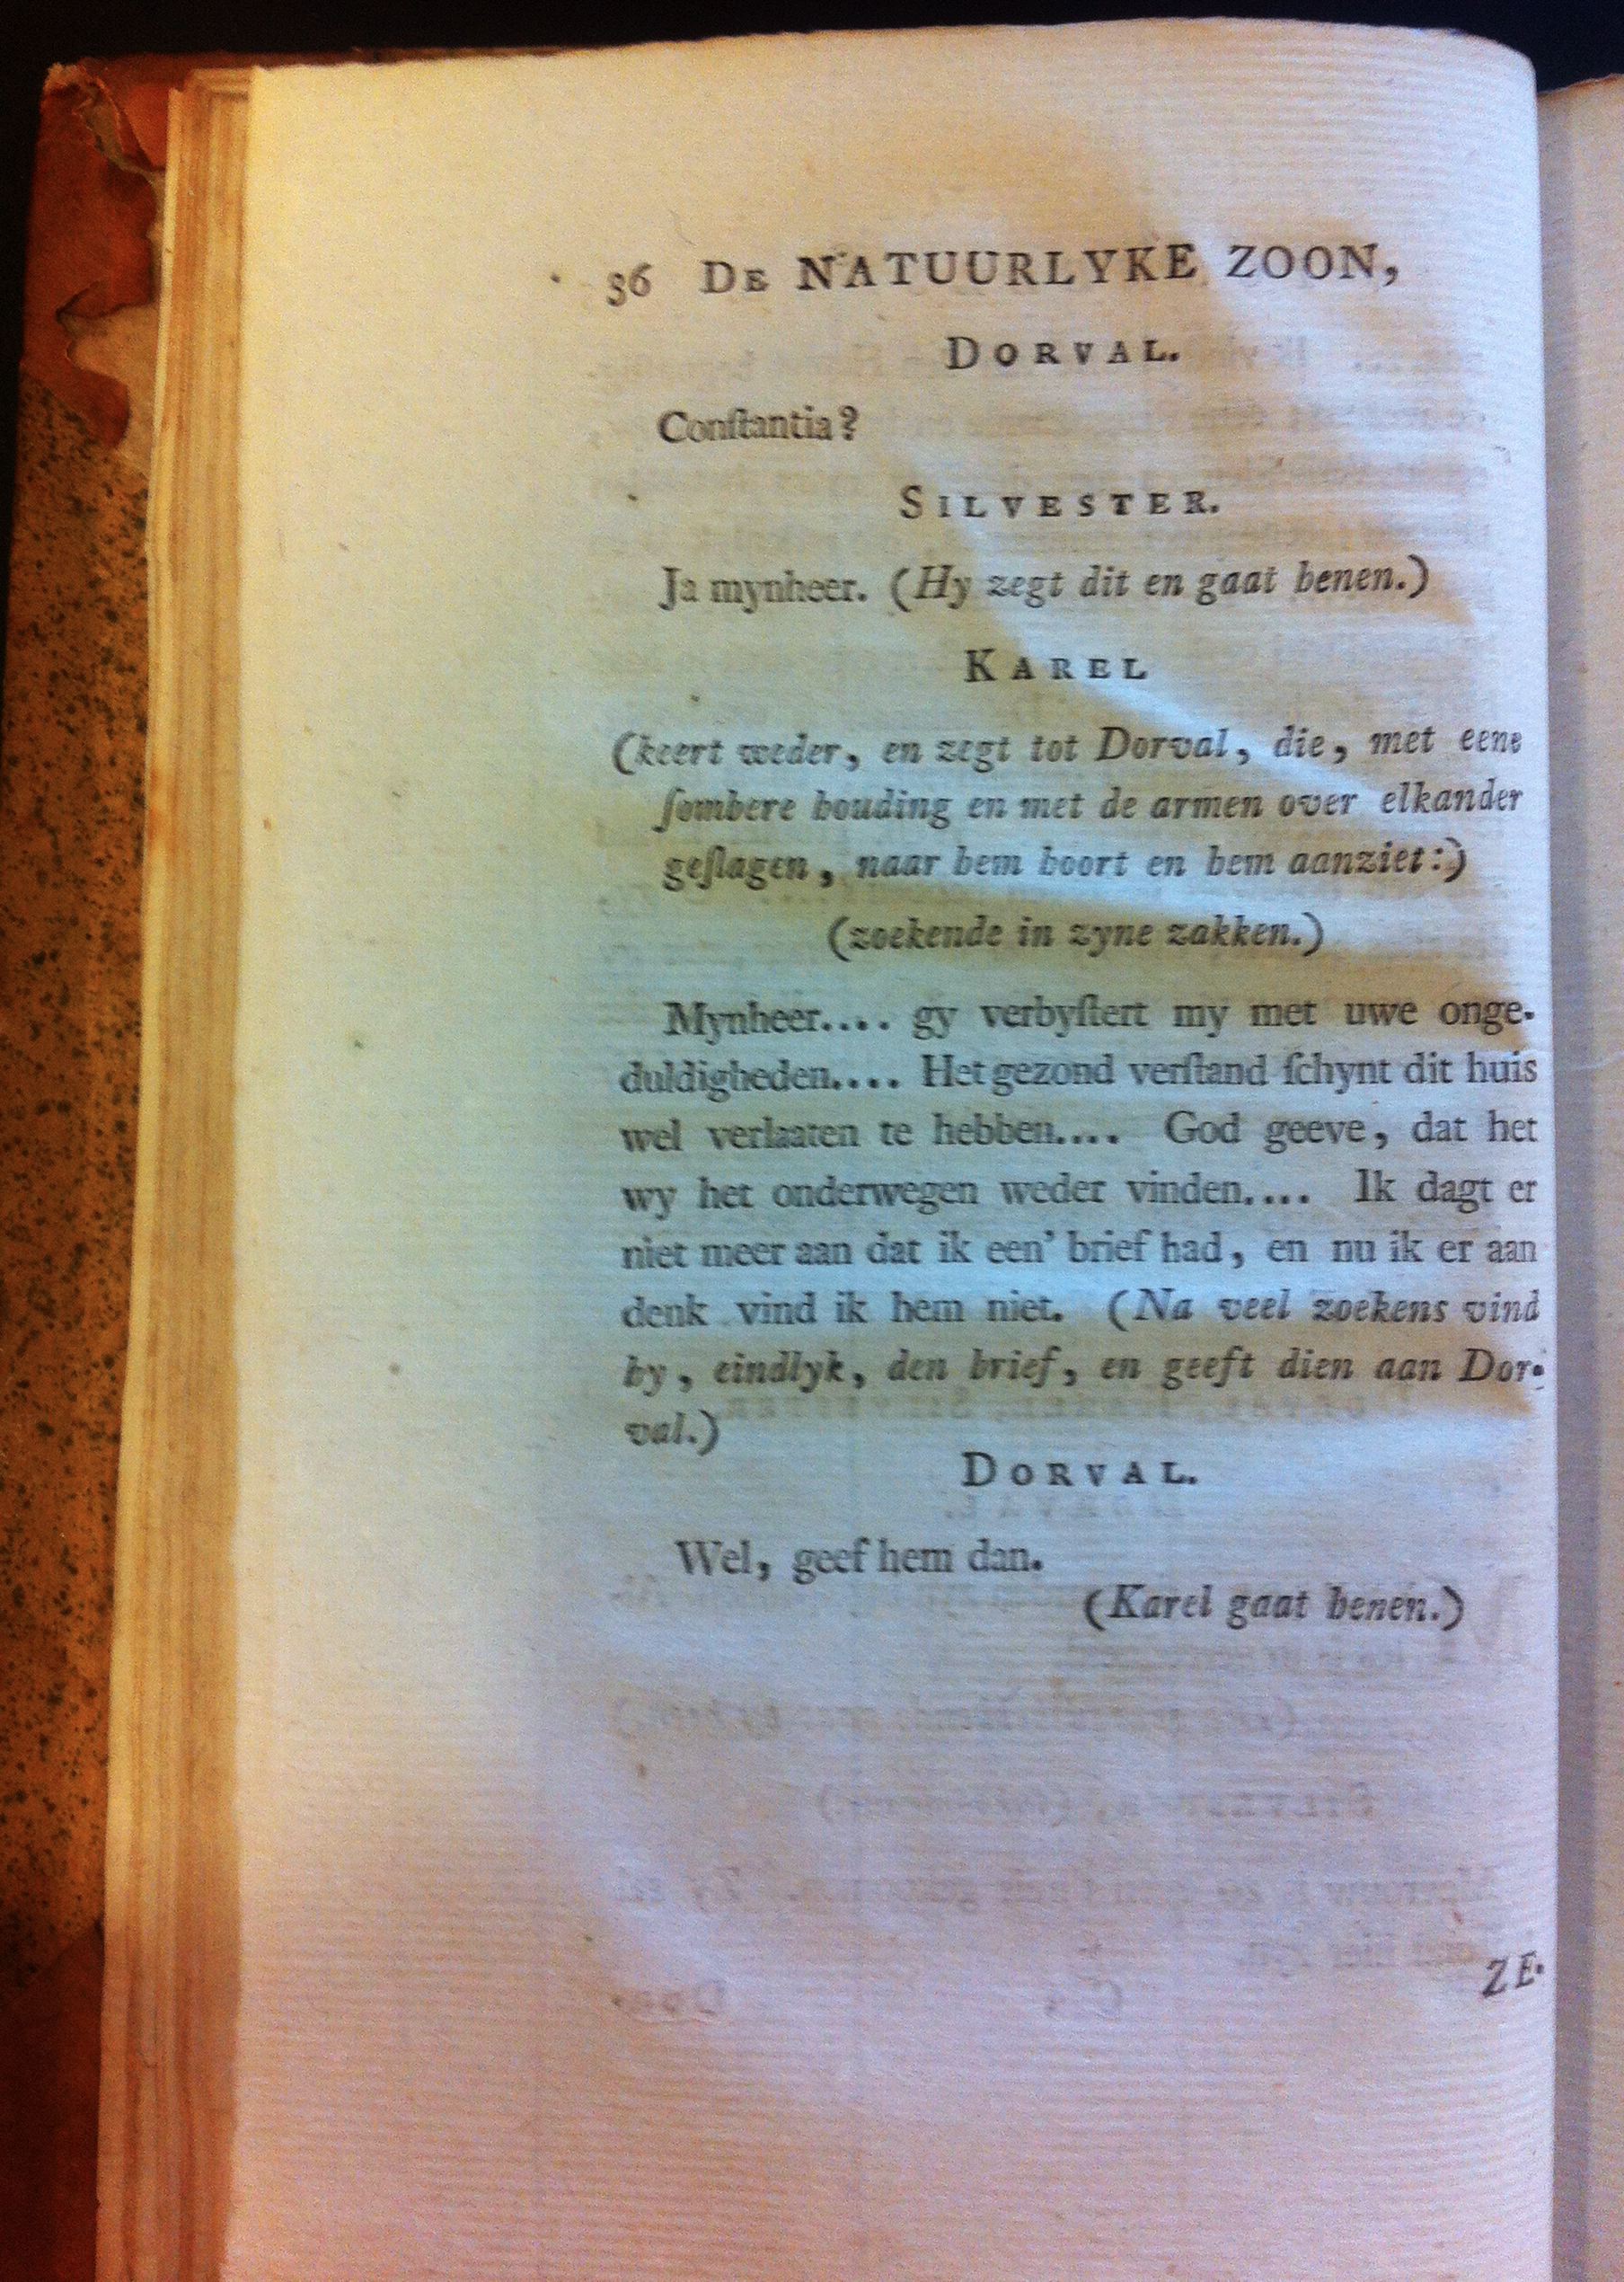 36 DE NATUURLYKE ZOON,
DORVAL.
Conſtantia?
SILVESTER.
Ja mynheer. (Hy zegt dit en gaat henen.)
KAREL
(keert weder, en zegt tot Dorval, die, met eene
ſombere houding en met de armen over elkander
geſlagen, naar hem hoort en hem aanziet:)
(zoekende in zyne zakken.)
Mynheer.... gy verbyſtert my met uwe onge-
duldigheden.... Het gezond verſtand ſchynt dit huis
wel verlaaten te hebben.... God geeve, dat het
wy het onderwegen weder vinden.... Ik dagt er
niet meer aan dat ik een' brief had, en nu ik er aan
denk vind ik hem niet. (Na veel zoekens vind
hy, eindlyk, den brief, en geeft dien aan Dor-
val.)
DORVAL.
Wel, geef hem dan.
(Karel gaat henen.)
ZE-